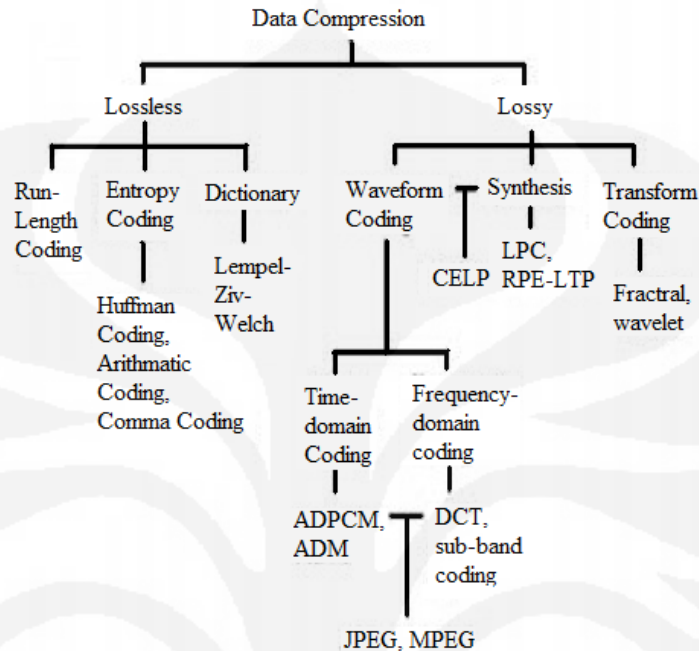 Data Compression
Lossless
Lossy
Run-
Length
Coding
Entropy
Coding
Dictionary
Waveform
Coding
Synthesis
Transform
Coding
Huffman
Coding,
Arithmatic
Coding,
Comma Coding
Lempel-
Ziv-
Welch
CELP
LPC,
RPE-LTP
Fractral,
wavelet
Time-
domain
Coding
Frequency-
domain
coding
ADPCM,
ADM
DCT,
sub-band
coding
JPEG, MPEG